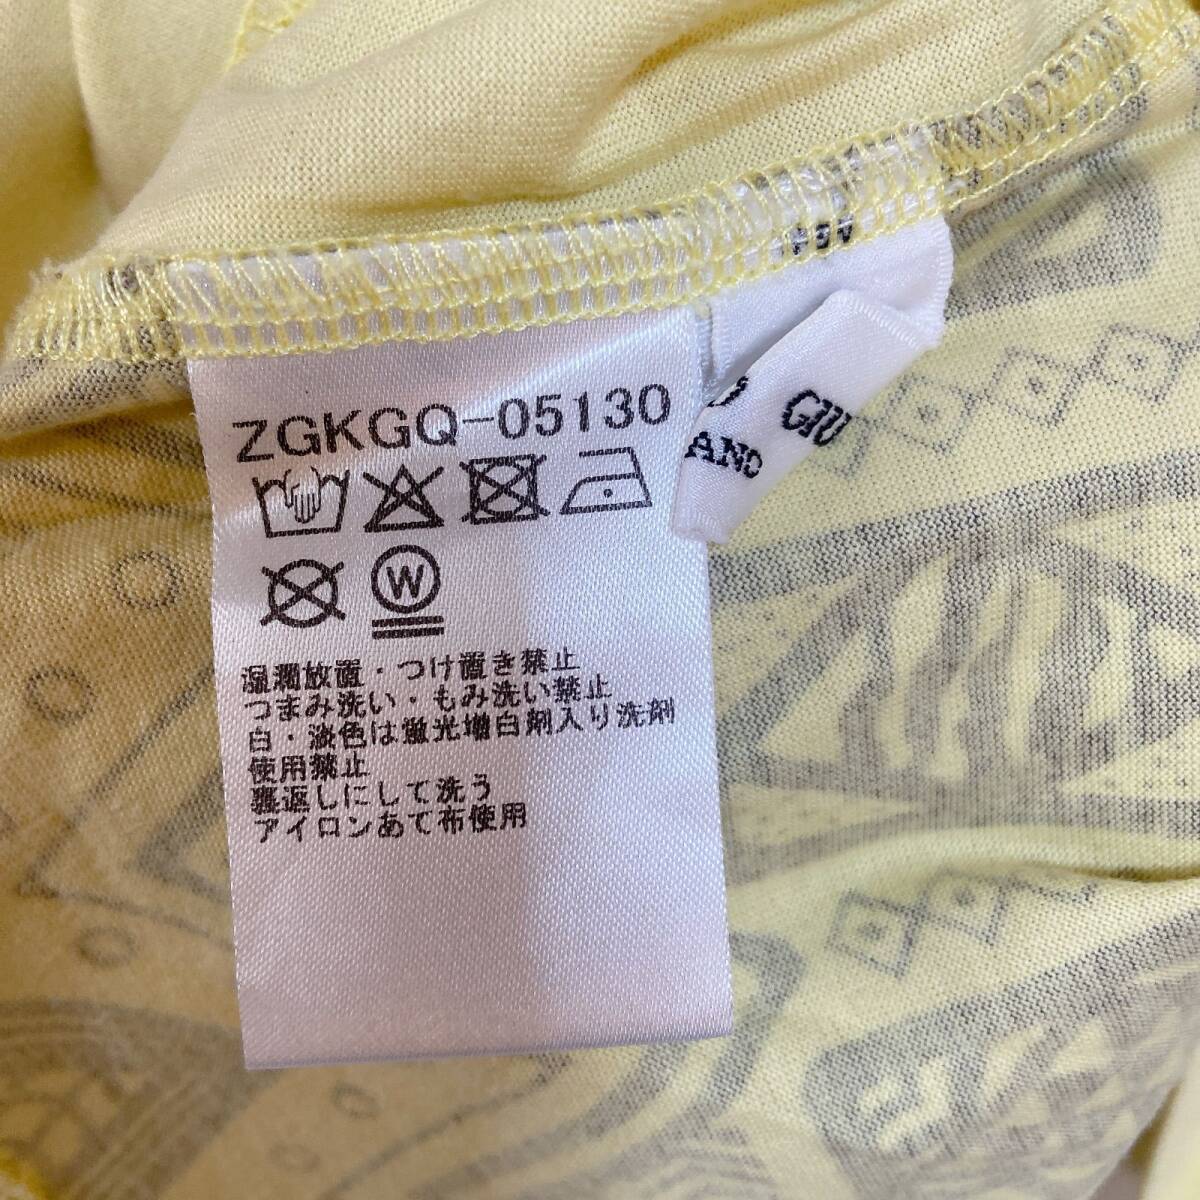 ZGKGQ-05130
W
湿潤放置・つけ置き禁止
つまみ洗い・もみ洗い禁止
白・淡色は蛍光増白剤入り洗剤
使用禁止
裏返しにして洗う
アイロンあて布使用
GIU
ANO